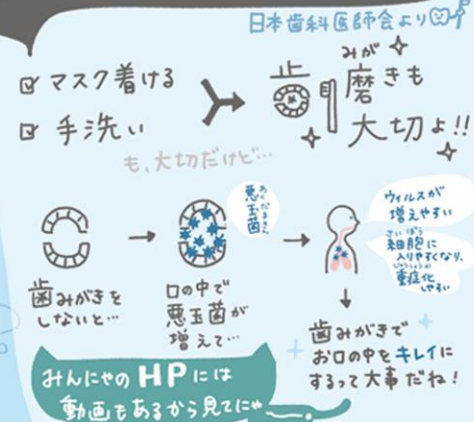 日本歯科医師会より
マスク着ける
手洗い
も、大切だけど…
歯みがき
磨きも
大切よ!!
歯みがきを
しないと…
あくだまきん
悪玉菌
口の中で
悪玉菌が
増えて…
ウィルスが
増えやすい
さいぼう
細胞に
入りやすくなり、
じゅうしょうか
重症化
しやすい
歯みがきで
お口の中をキレイに
するって大事だね!
みんにゃのHPには
動画もあるから見てにゃ